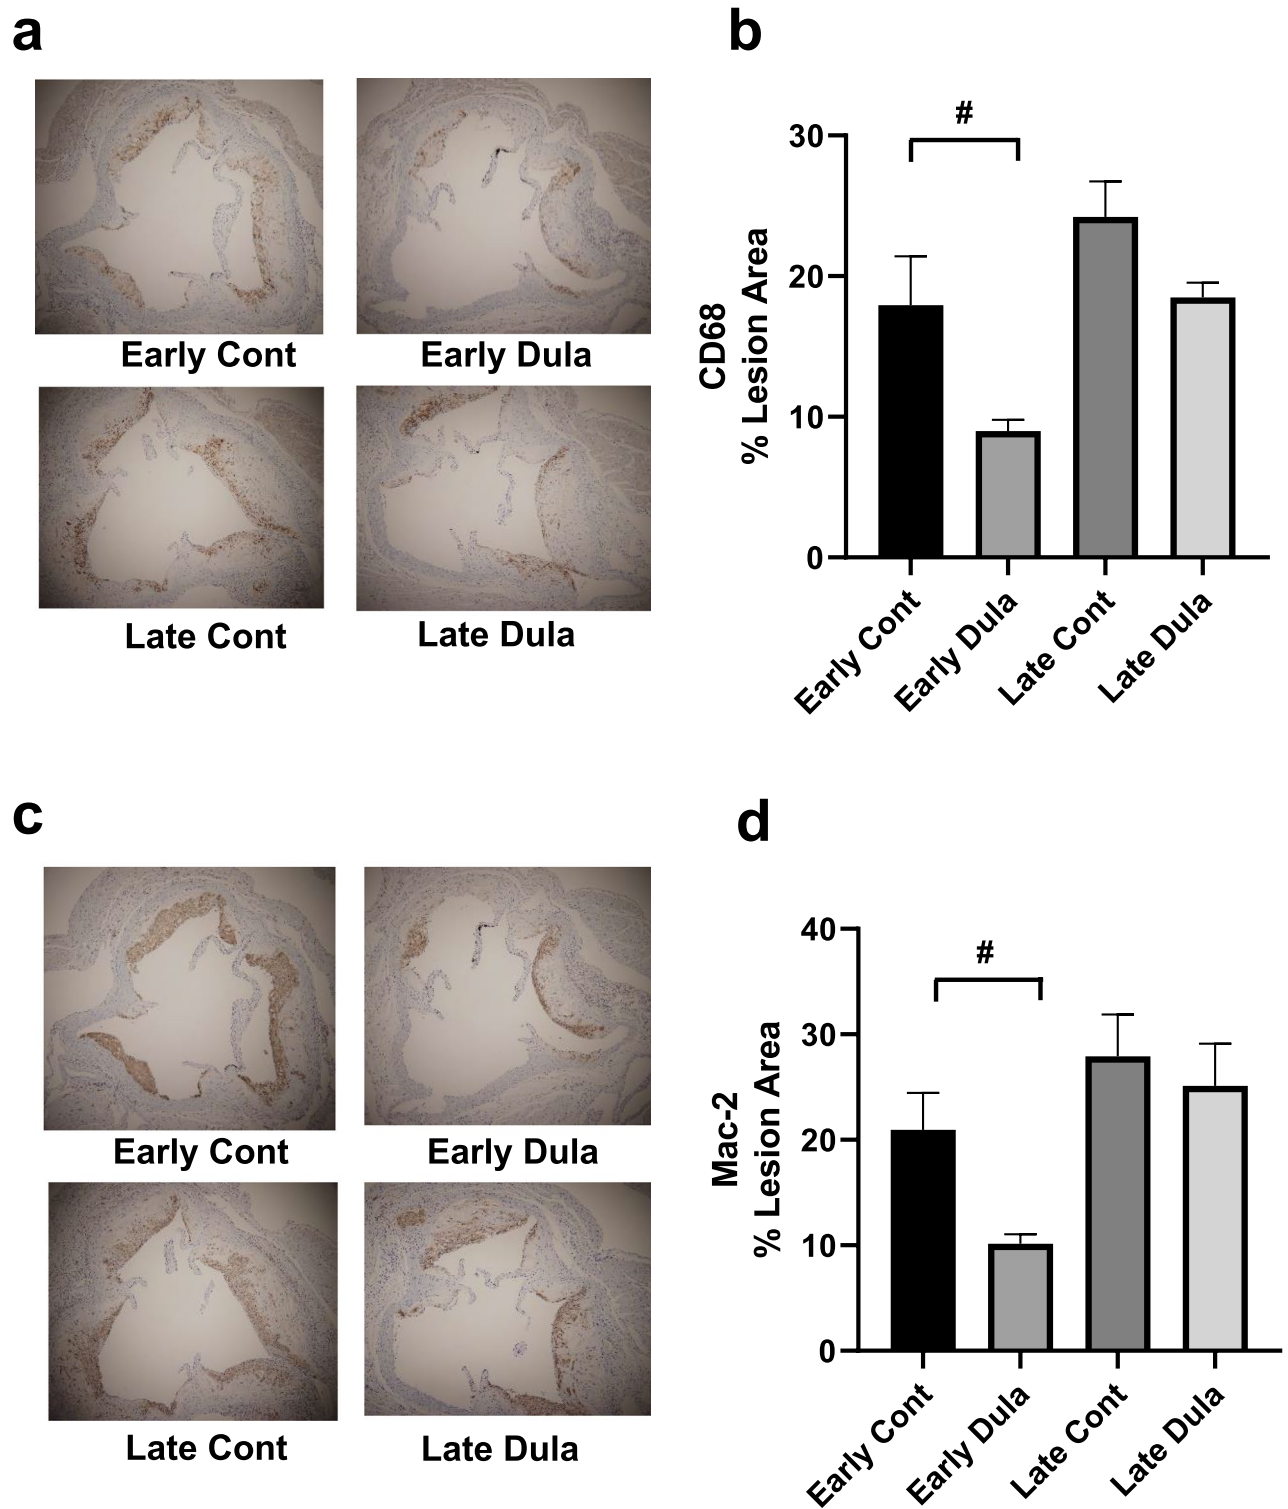 a
Early Cont
Early Dula
Late Cont
Late Dula
b
#
30
20
10
0
CD68
% Lesion Area
Early Cont
Early Dula
Late Cont
Late Dula
c
Early Cont
Early Dula
Late Cont
Late Dula
d
#
40
30
20
10
0
Mac-2
% Lesion Area
Early Cont
Early Dula
Late Cont
Late Dula